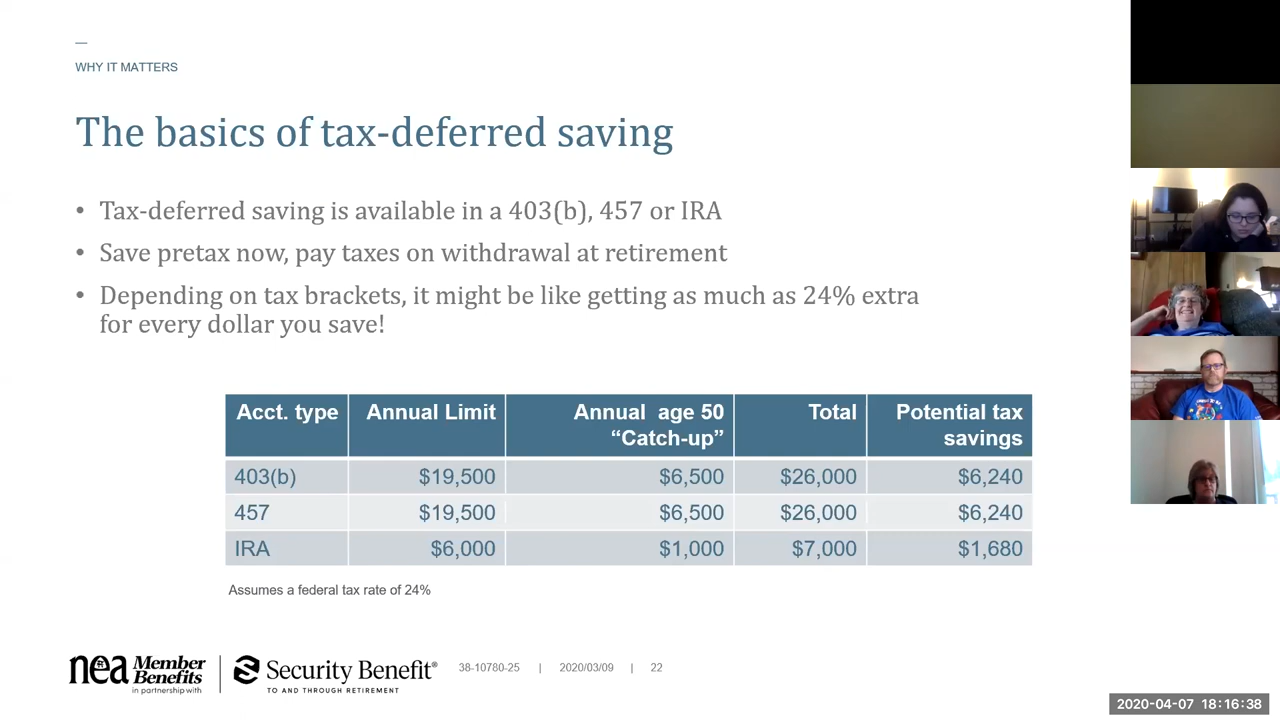 WHY IT MATTERS
The basics of tax-deferred saving
• Tax-deferred saving is available in a 403(b), 457 or IRA
• Save pretax now, pay taxes on withdrawal at retirement
• Depending on tax brackets, it might be like getting as much as 24% extra
for every dollar you save!
Acct. type Annual Limit Annual age 50 Total Potential tax
“Catch-up” savings
403(b) $19,500 $6,500 $26,000 $6,240
457 $19,500 $6,500 $26,000 $6,240
IRA $6,000 $1,000 $7,000 $1,680
Assumes a federal tax rate of 24%
nea Member Benefits in partnership with
Security Benefit®
TO AND THROUGH RETIREMENT
38-10780-25 | 2020/03/09 | 22
2020-04-07 18:16:38